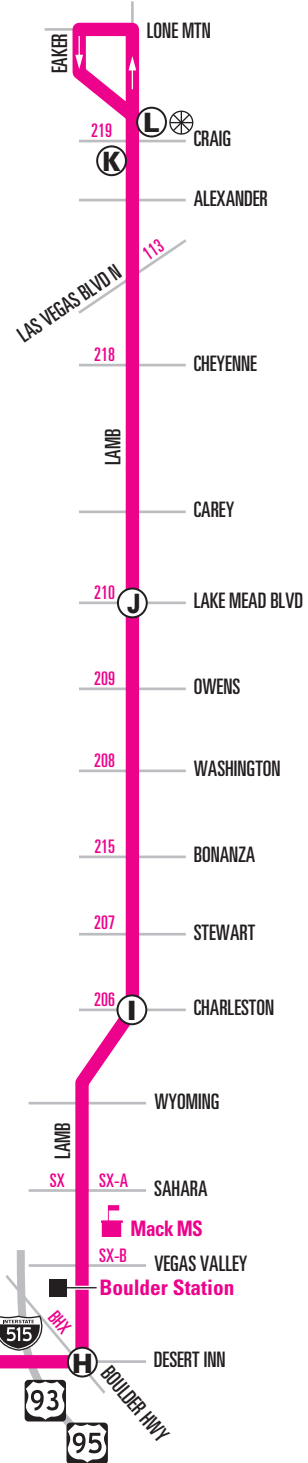 LONE MTN
EAKER
L
219
CRAIG
K
ALEXANDER
113
LAS VEGAS BLVD N
218
CHEYENNE
LAMB
CAREY
210
J
LAKE MEAD BLVD
209
OWENS
208
WASHINGTON
215
BONANZA
207
STEWART
206
I
CHARLESTON
WYOMING
LAMB
SX
SX-A
SAHARA
Mack MS
SX-B
VEGAS VALLEY
Boulder Station
INTERSTATE
515
BHX
H
DESERT INN
BOULDER HWY
93
95